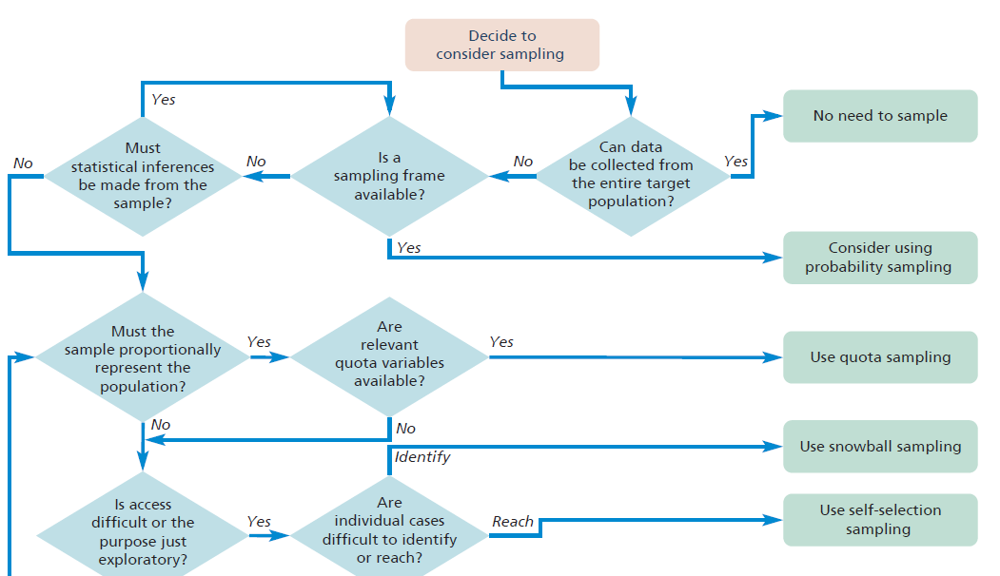 Decide to
consider sampling
Yes
No need to sample
Must
statistical inferences
be made from the
sample?
No
No
Is a
sampling frame
available?
No
Can data
be collected from
the entire target
population?
Yes
Yes
Consider using
probability sampling
Must the
sample proportionally
represent the
population?
Yes
Are
relevant
quota variables
available?
Yes
Use quota sampling
No
No
Identify
Use snowball sampling
Is access
difficult or the
purpose just
exploratory?
Yes
Are
individual cases
difficult to identify
or reach?
Reach
Use self-selection
sampling